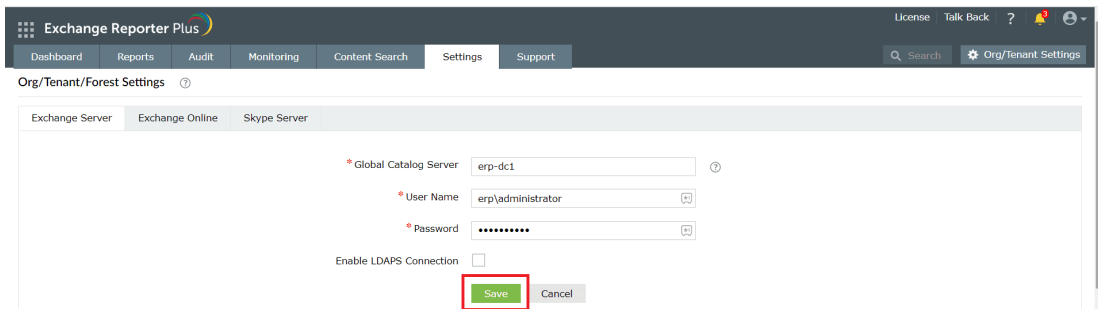 License Talk Back ? 3
Exchange Reporter Plus
Dashboard Reports Audit Monitoring Content Search Settings Support Search Org/Tenant Settings
Org/Tenant/Forest Settings ?
Exchange Server Exchange Online Skype Server
*Global Catalog Server erp-dc1 ?
*User Name erp\administrator
*Password ••••••••••
Enable LDAPS Connection
Save Cancel